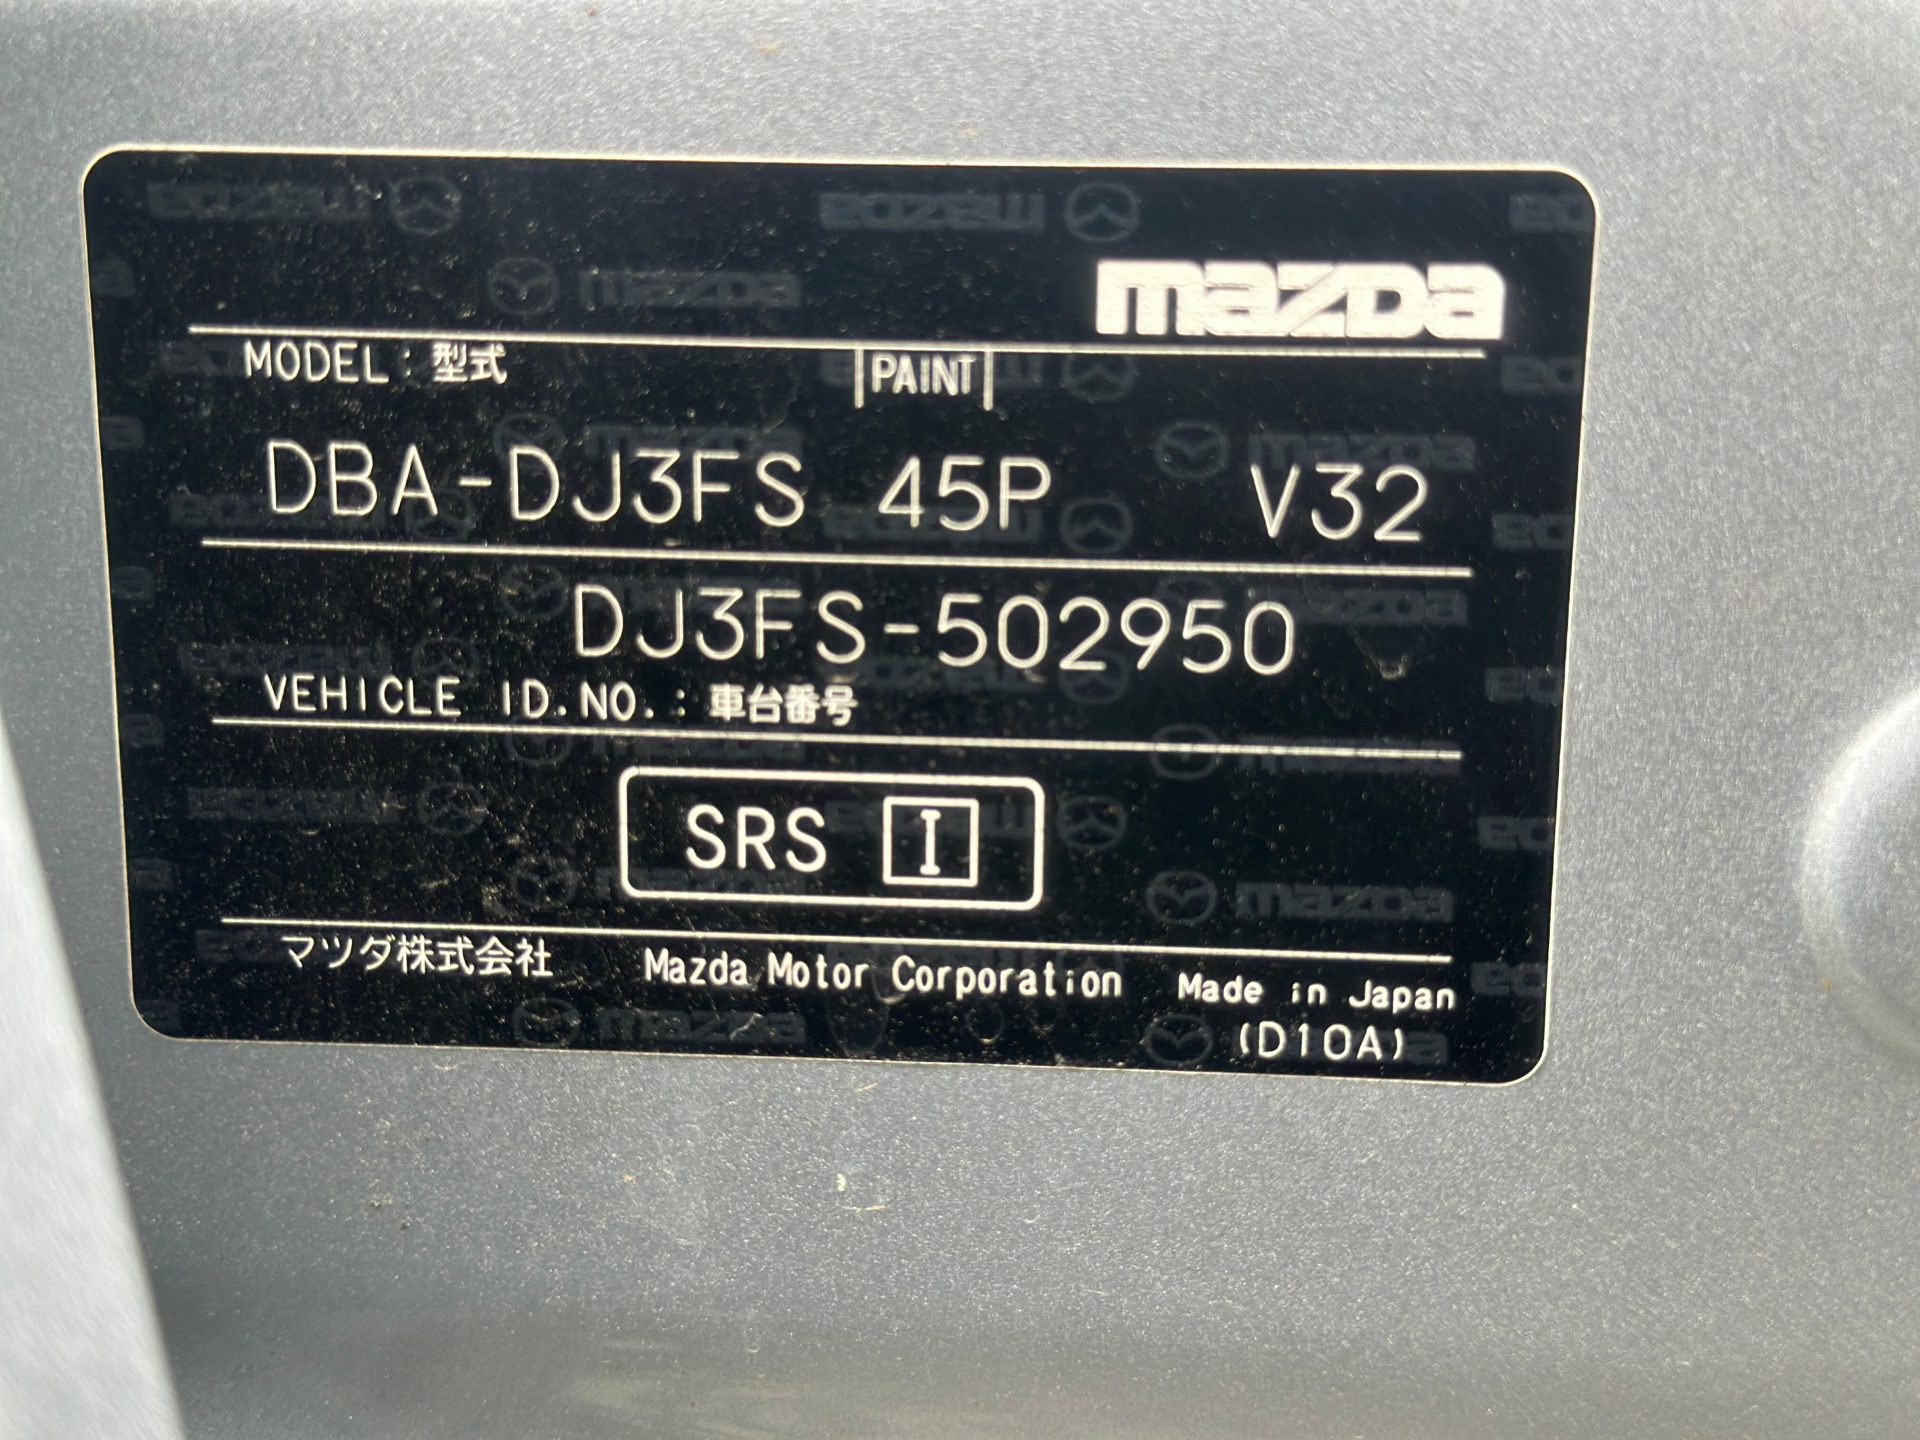 mazda
MODEL : 型式 PAINT
DBA-DJ3FS 45P V32
DJ3FS-502950
VEHICLE ID.NO. : 車台番号
SRS I
マツダ株式会社 Mazda Motor Corporation Made in Japan
(D10A)